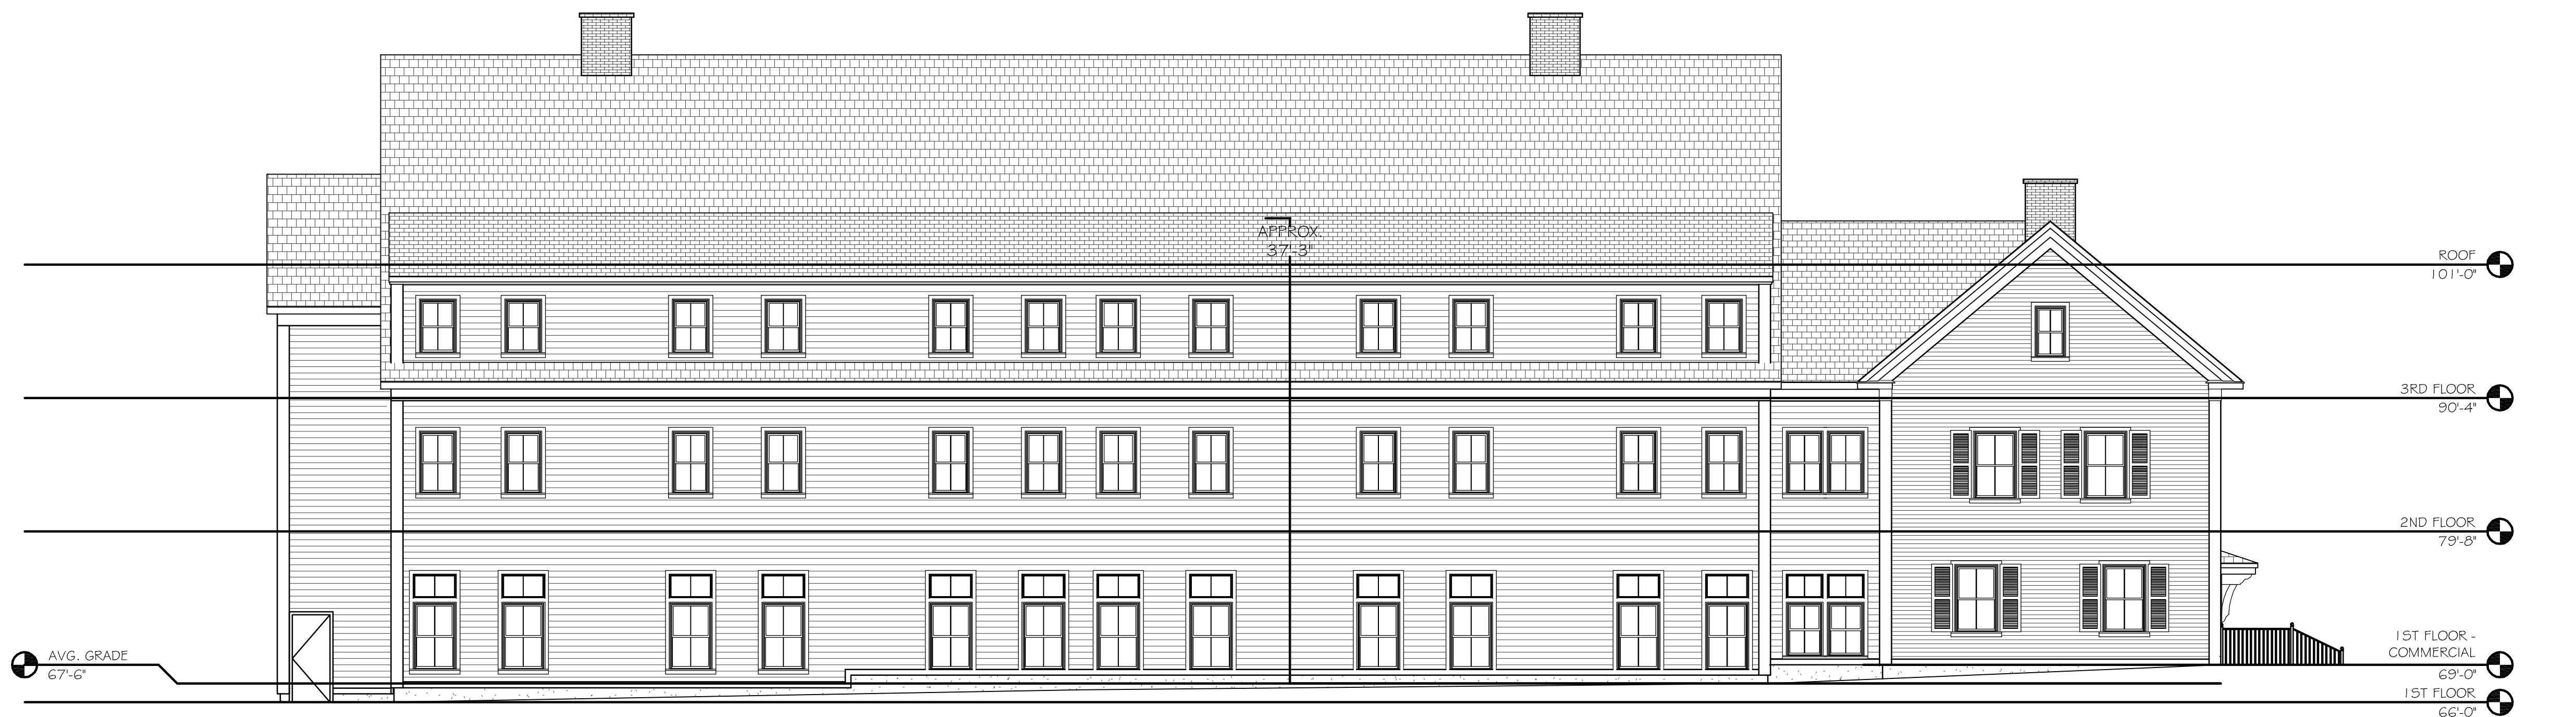 APPROX.
37'-3"
ROOF
101'-0"
3RD FLOOR
90'-4"
2ND FLOOR
79'-8"
1ST FLOOR -
COMMERCIAL
69'-0"
AVG. GRADE
67'-6"
1ST FLOOR
66'-0"